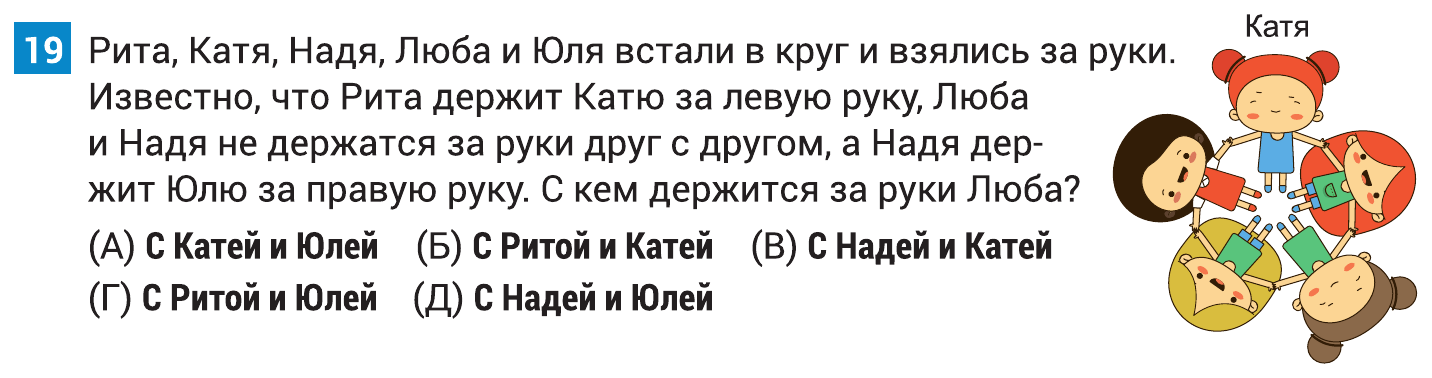 Катя
19 Рита, Катя, Надя, Люба и Юля встали в круг и взялись за руки.
Известно, что Рита держит Катю за левую руку, Люба
и Надя не держатся за руки друг с другом, а Надя дер-
жит Юлю за правую руку. С кем держится за руки Люба?
(А) С Катей и Юлей (Б) С Ритой и Катей (В) С Надей и Катей
(Г) С Ритой и Юлей (Д) С Надей и Юлей